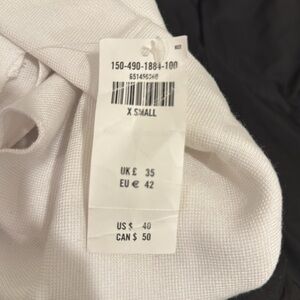 150-490-1884-100
X SMALL
UK £ 35
EU € 42
US $ 40
CAN $ 50